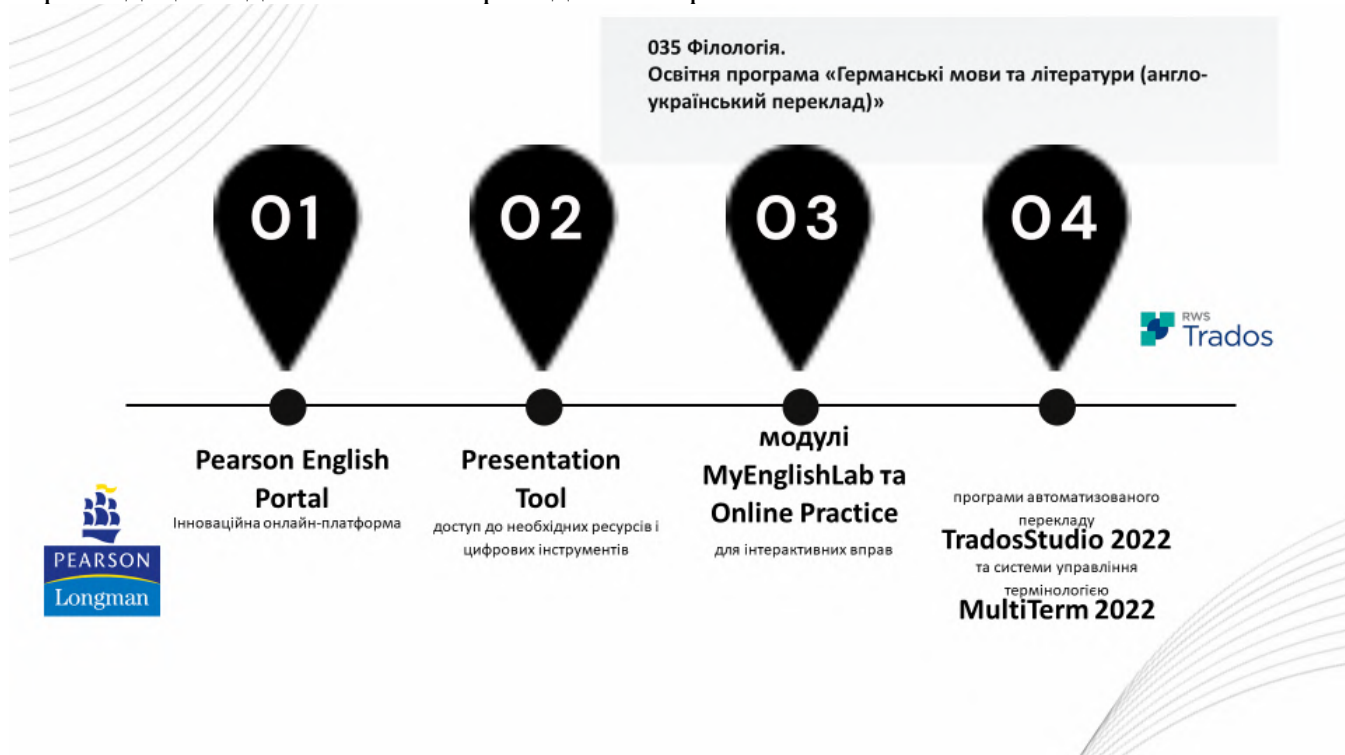 035 Філологія.
Освітня програма «Германські мови та літератури (англо-
український переклад)»
01
02
03
04
RWS
Trados
Pearson English
Portal
Інноваційна онлайн-платформа
Presentation
Tool
доступ до необхідних ресурсів і
цифрових інструментів
модулі
MyEnglishLab та
Online Practice
для інтерактивних вправ
програми автоматизованого
перекладу
TradosStudio 2022
та системи управління
термінологією
MultiTerm 2022
PEARSON
Longman